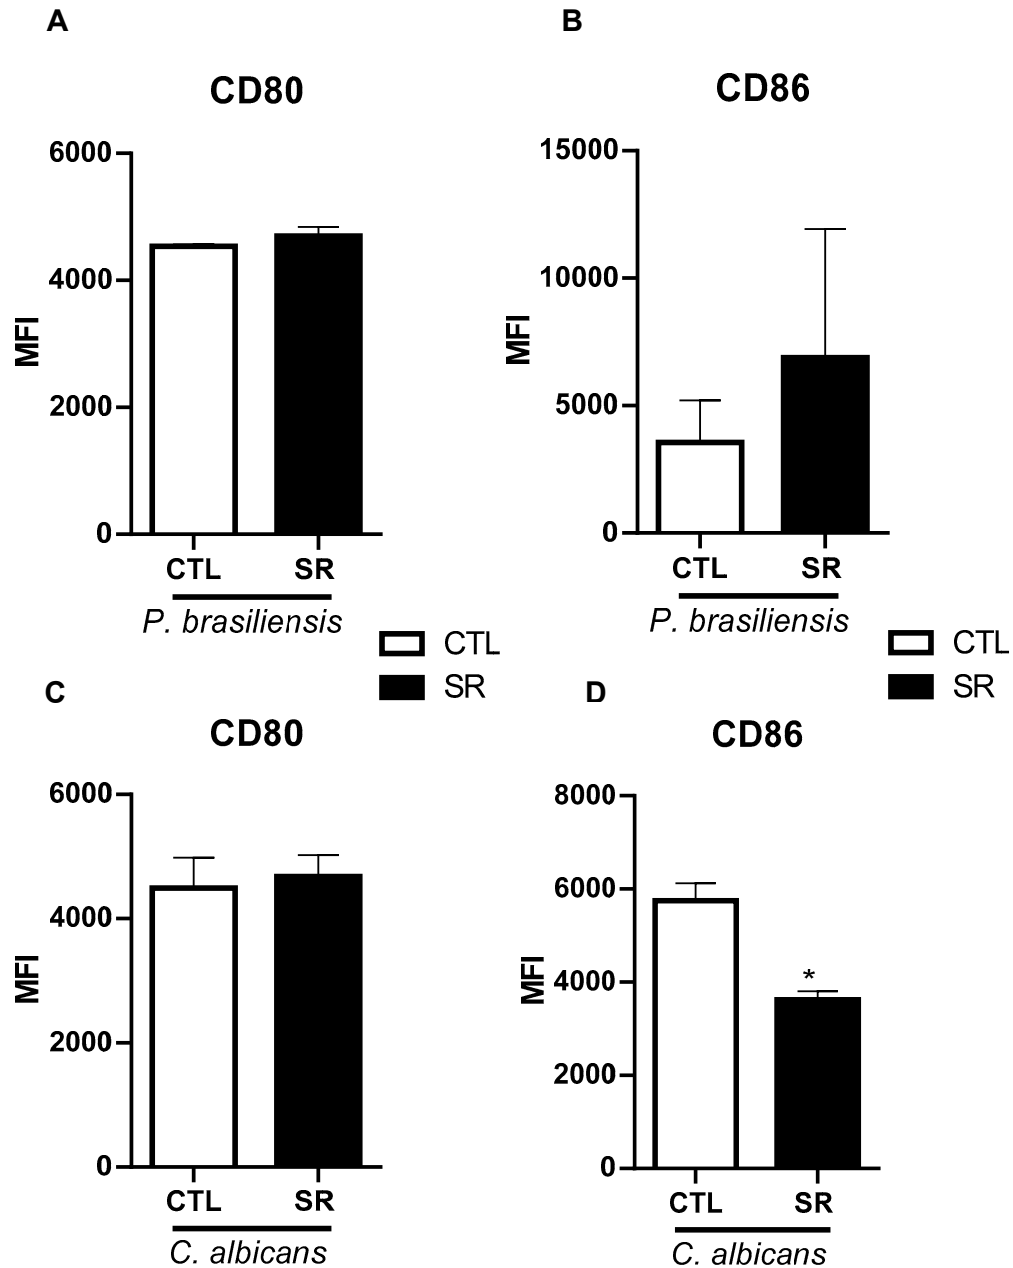 A
CD80
6000
4000
2000
0
MFI
CTL SR
P. brasiliensis
B
CD86
15000
10000
5000
0
MFI
CTL SR
P. brasiliensis
CTL
SR
CTL
SR
C
CD80
6000
4000
2000
0
MFI
CTL SR
C. albicans
D
CD86
8000
6000
4000
2000
0
MFI
*
CTL SR
C. albicans